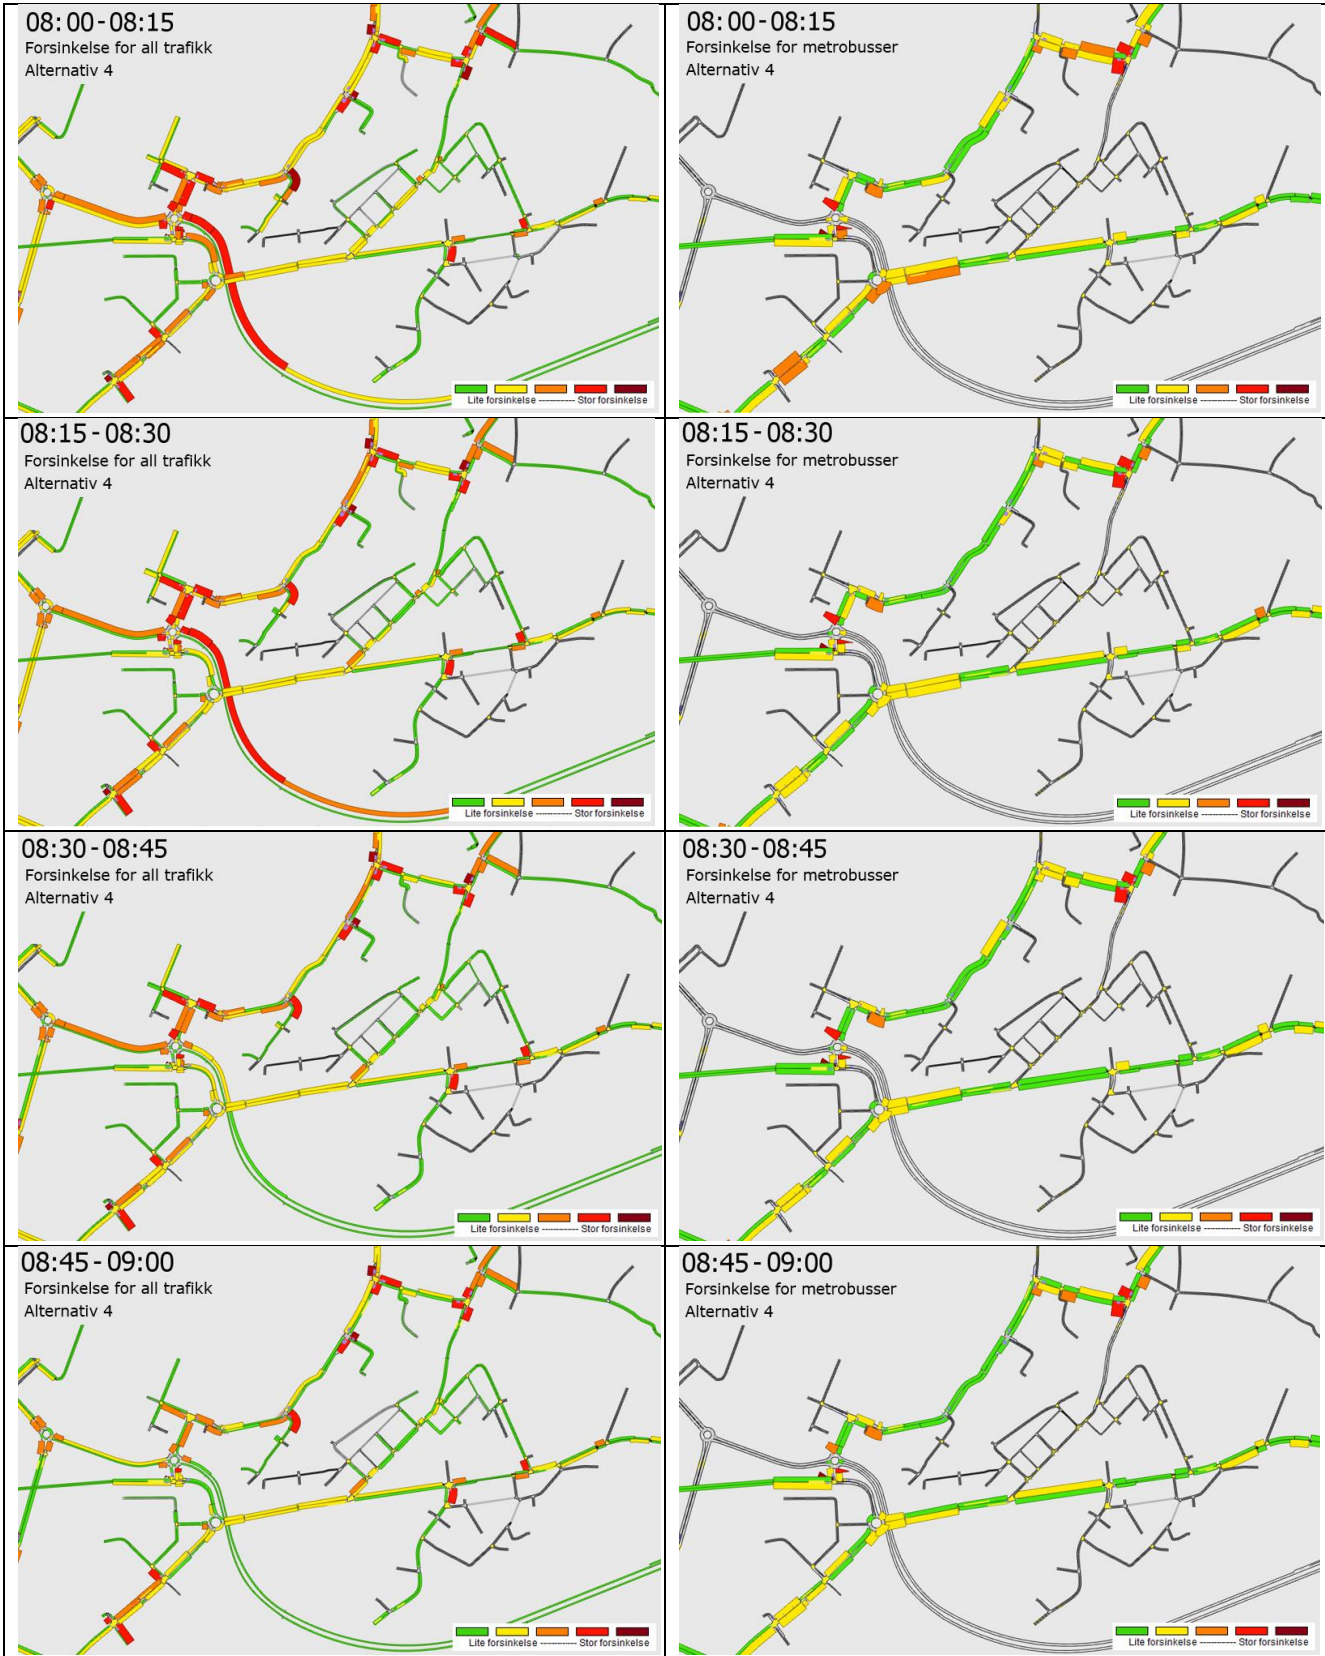 08:00-08:15
Forsinkelse for all trafikk
Alternativ 4
Lite forsinkelse ------------ Stor forsinkelse
08:00-08:15
Forsinkelse for metrobusser
Alternativ 4
Lite forsinkelse ------------ Stor forsinkelse
08:15-08:30
Forsinkelse for all trafikk
Alternativ 4
Lite forsinkelse ------------ Stor forsinkelse
08:15-08:30
Forsinkelse for metrobusser
Alternativ 4
Lite forsinkelse ------------ Stor forsinkelse
08:30-08:45
Forsinkelse for all trafikk
Alternativ 4
Lite forsinkelse ------------ Stor forsinkelse
08:30-08:45
Forsinkelse for metrobusser
Alternativ 4
Lite forsinkelse ------------ Stor forsinkelse
08:45-09:00
Forsinkelse for all trafikk
Alternativ 4
Lite forsinkelse ------------ Stor forsinkelse
08:45-09:00
Forsinkelse for metrobusser
Alternativ 4
Lite forsinkelse ------------ Stor forsinkelse